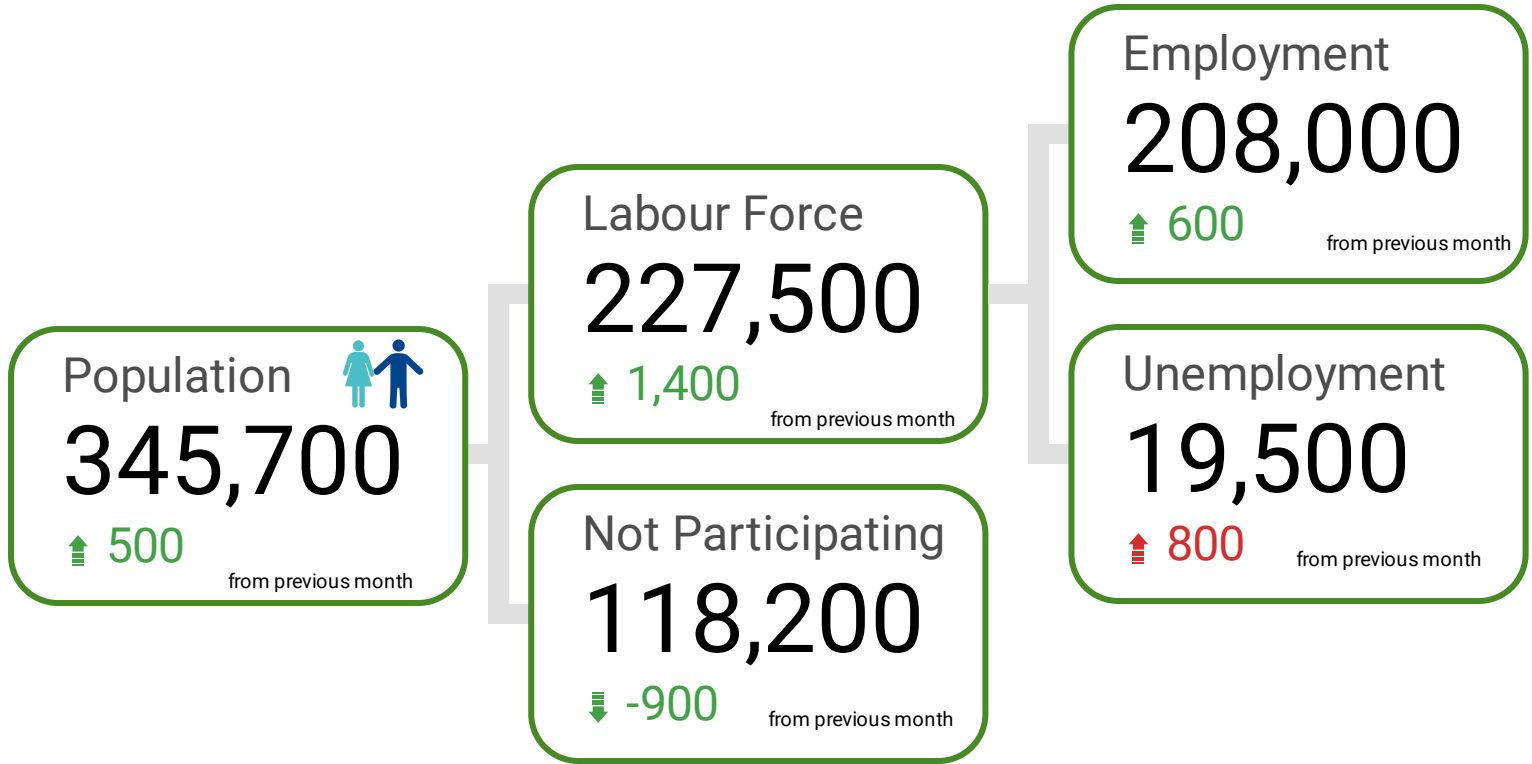 Population
345,700
500
from previous month
Labour Force
227,500
1,400
from previous month
Not Participating
118,200
-900
from previous month
Employment
208,000
600
from previous month
Unemployment
19,500
800
from previous month